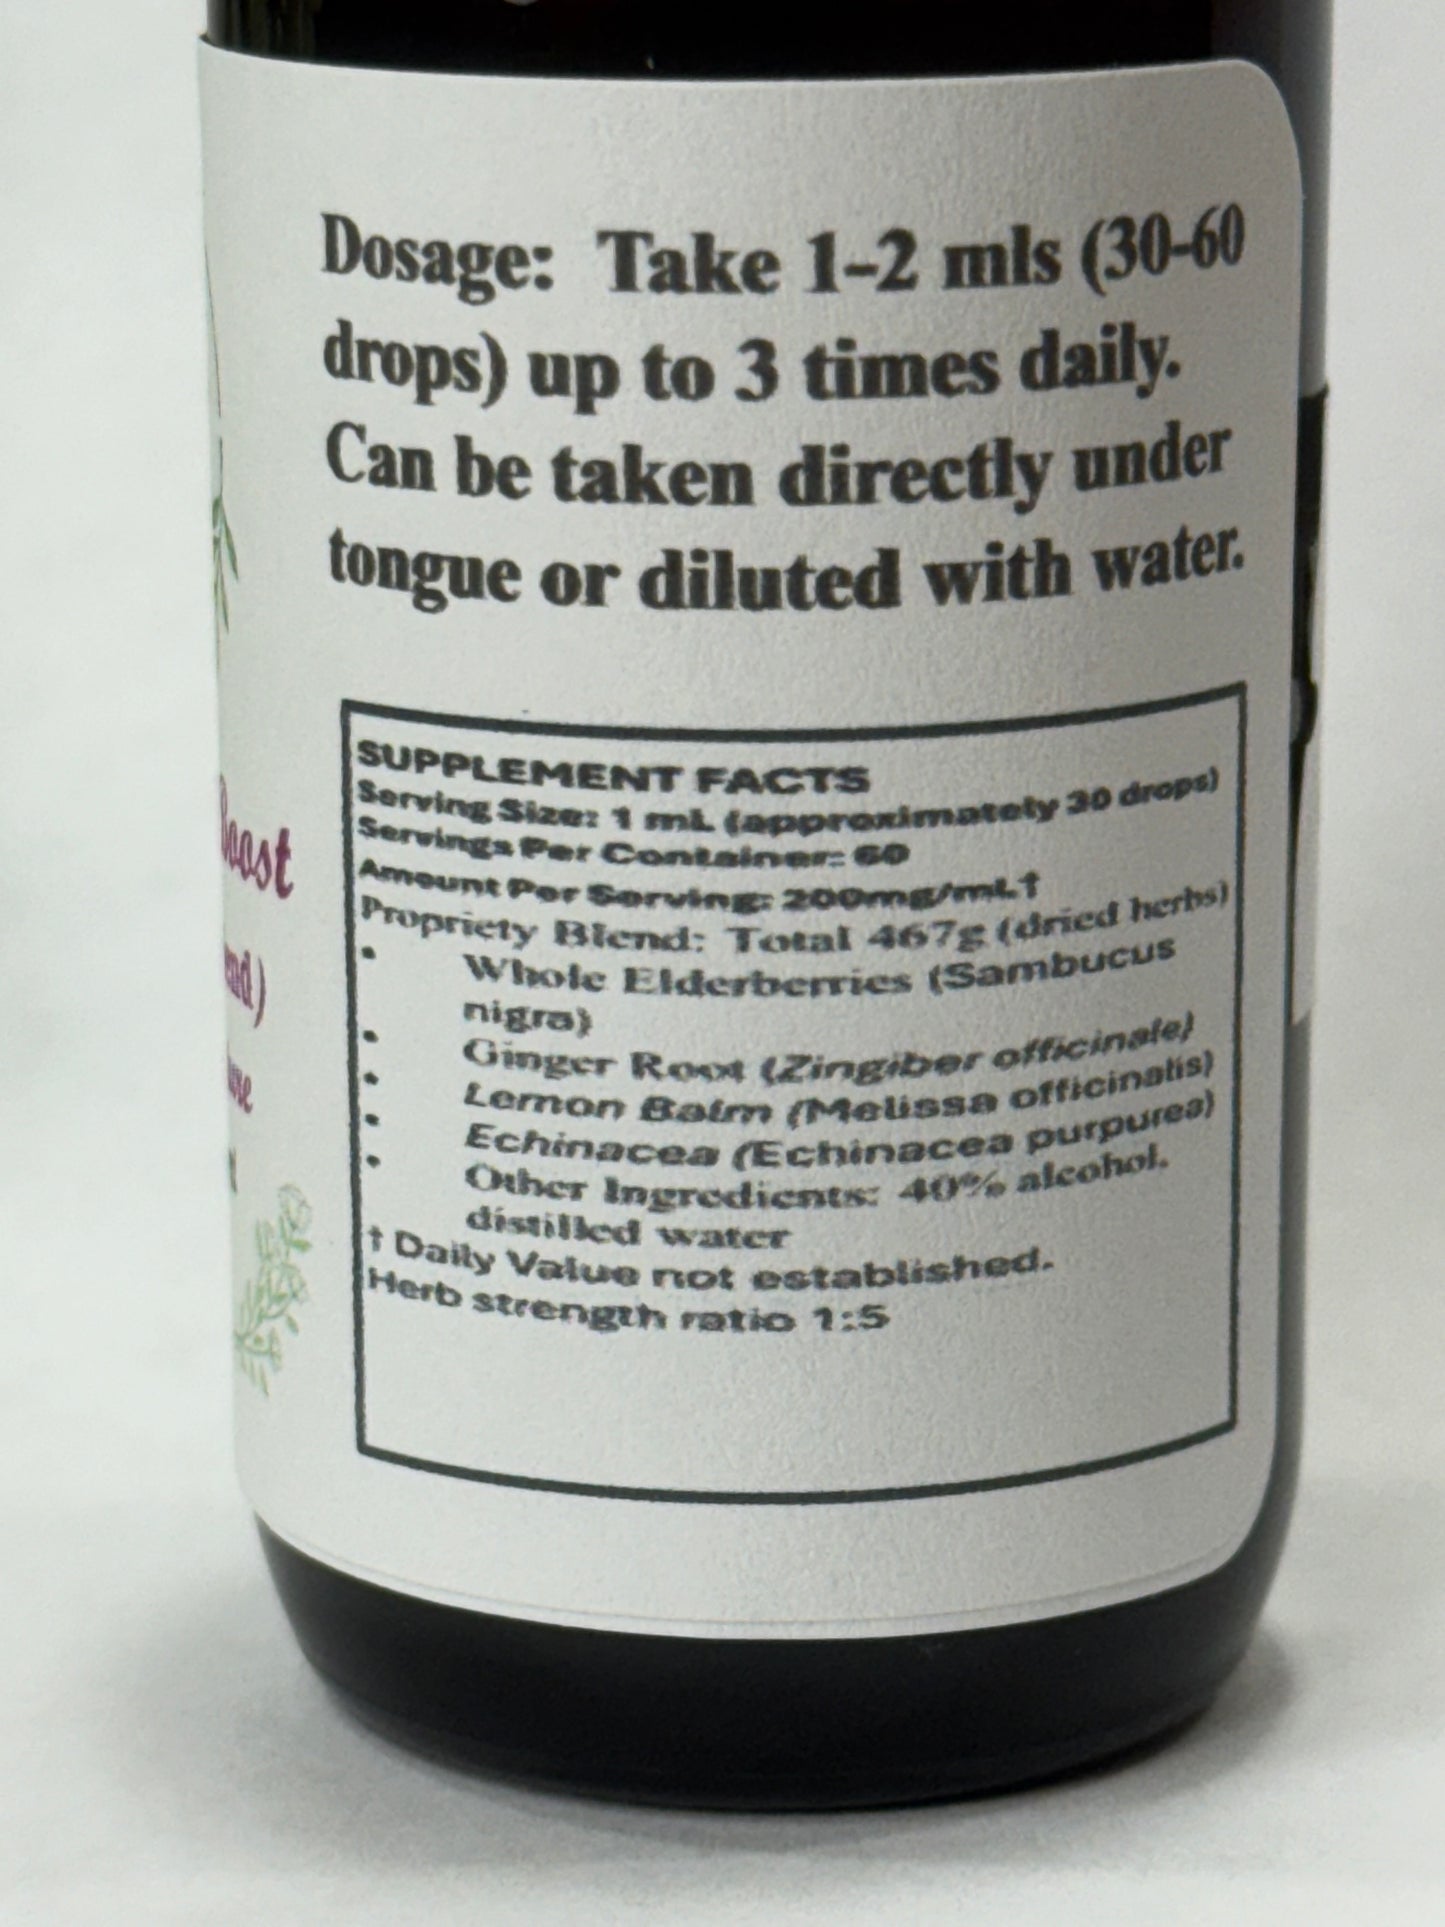 Dosage: Take 1-2 mls (30-60
drops) up to 3 times daily.
Can be taken directly under
tongue or diluted with water.
SUPPLEMENT FACTS
Serving Size: 1 mL (approximately 30 drops)
Servings Per Container: 60
Amount Per Serving: 200mg/mL†
Propriety Blend: Total 467g (dried herbs)
• Whole Elderberries (Sambucus
nigra)
• Ginger Root (Zingiber officinale)
• Lemon Balm (Melissa officinalis)
• Echinacea (Echinacea purpurea)
• Other Ingredients: 40% alcohol.
distilled water
† Daily Value not established.
Herb strength ratio 1:5
Boost